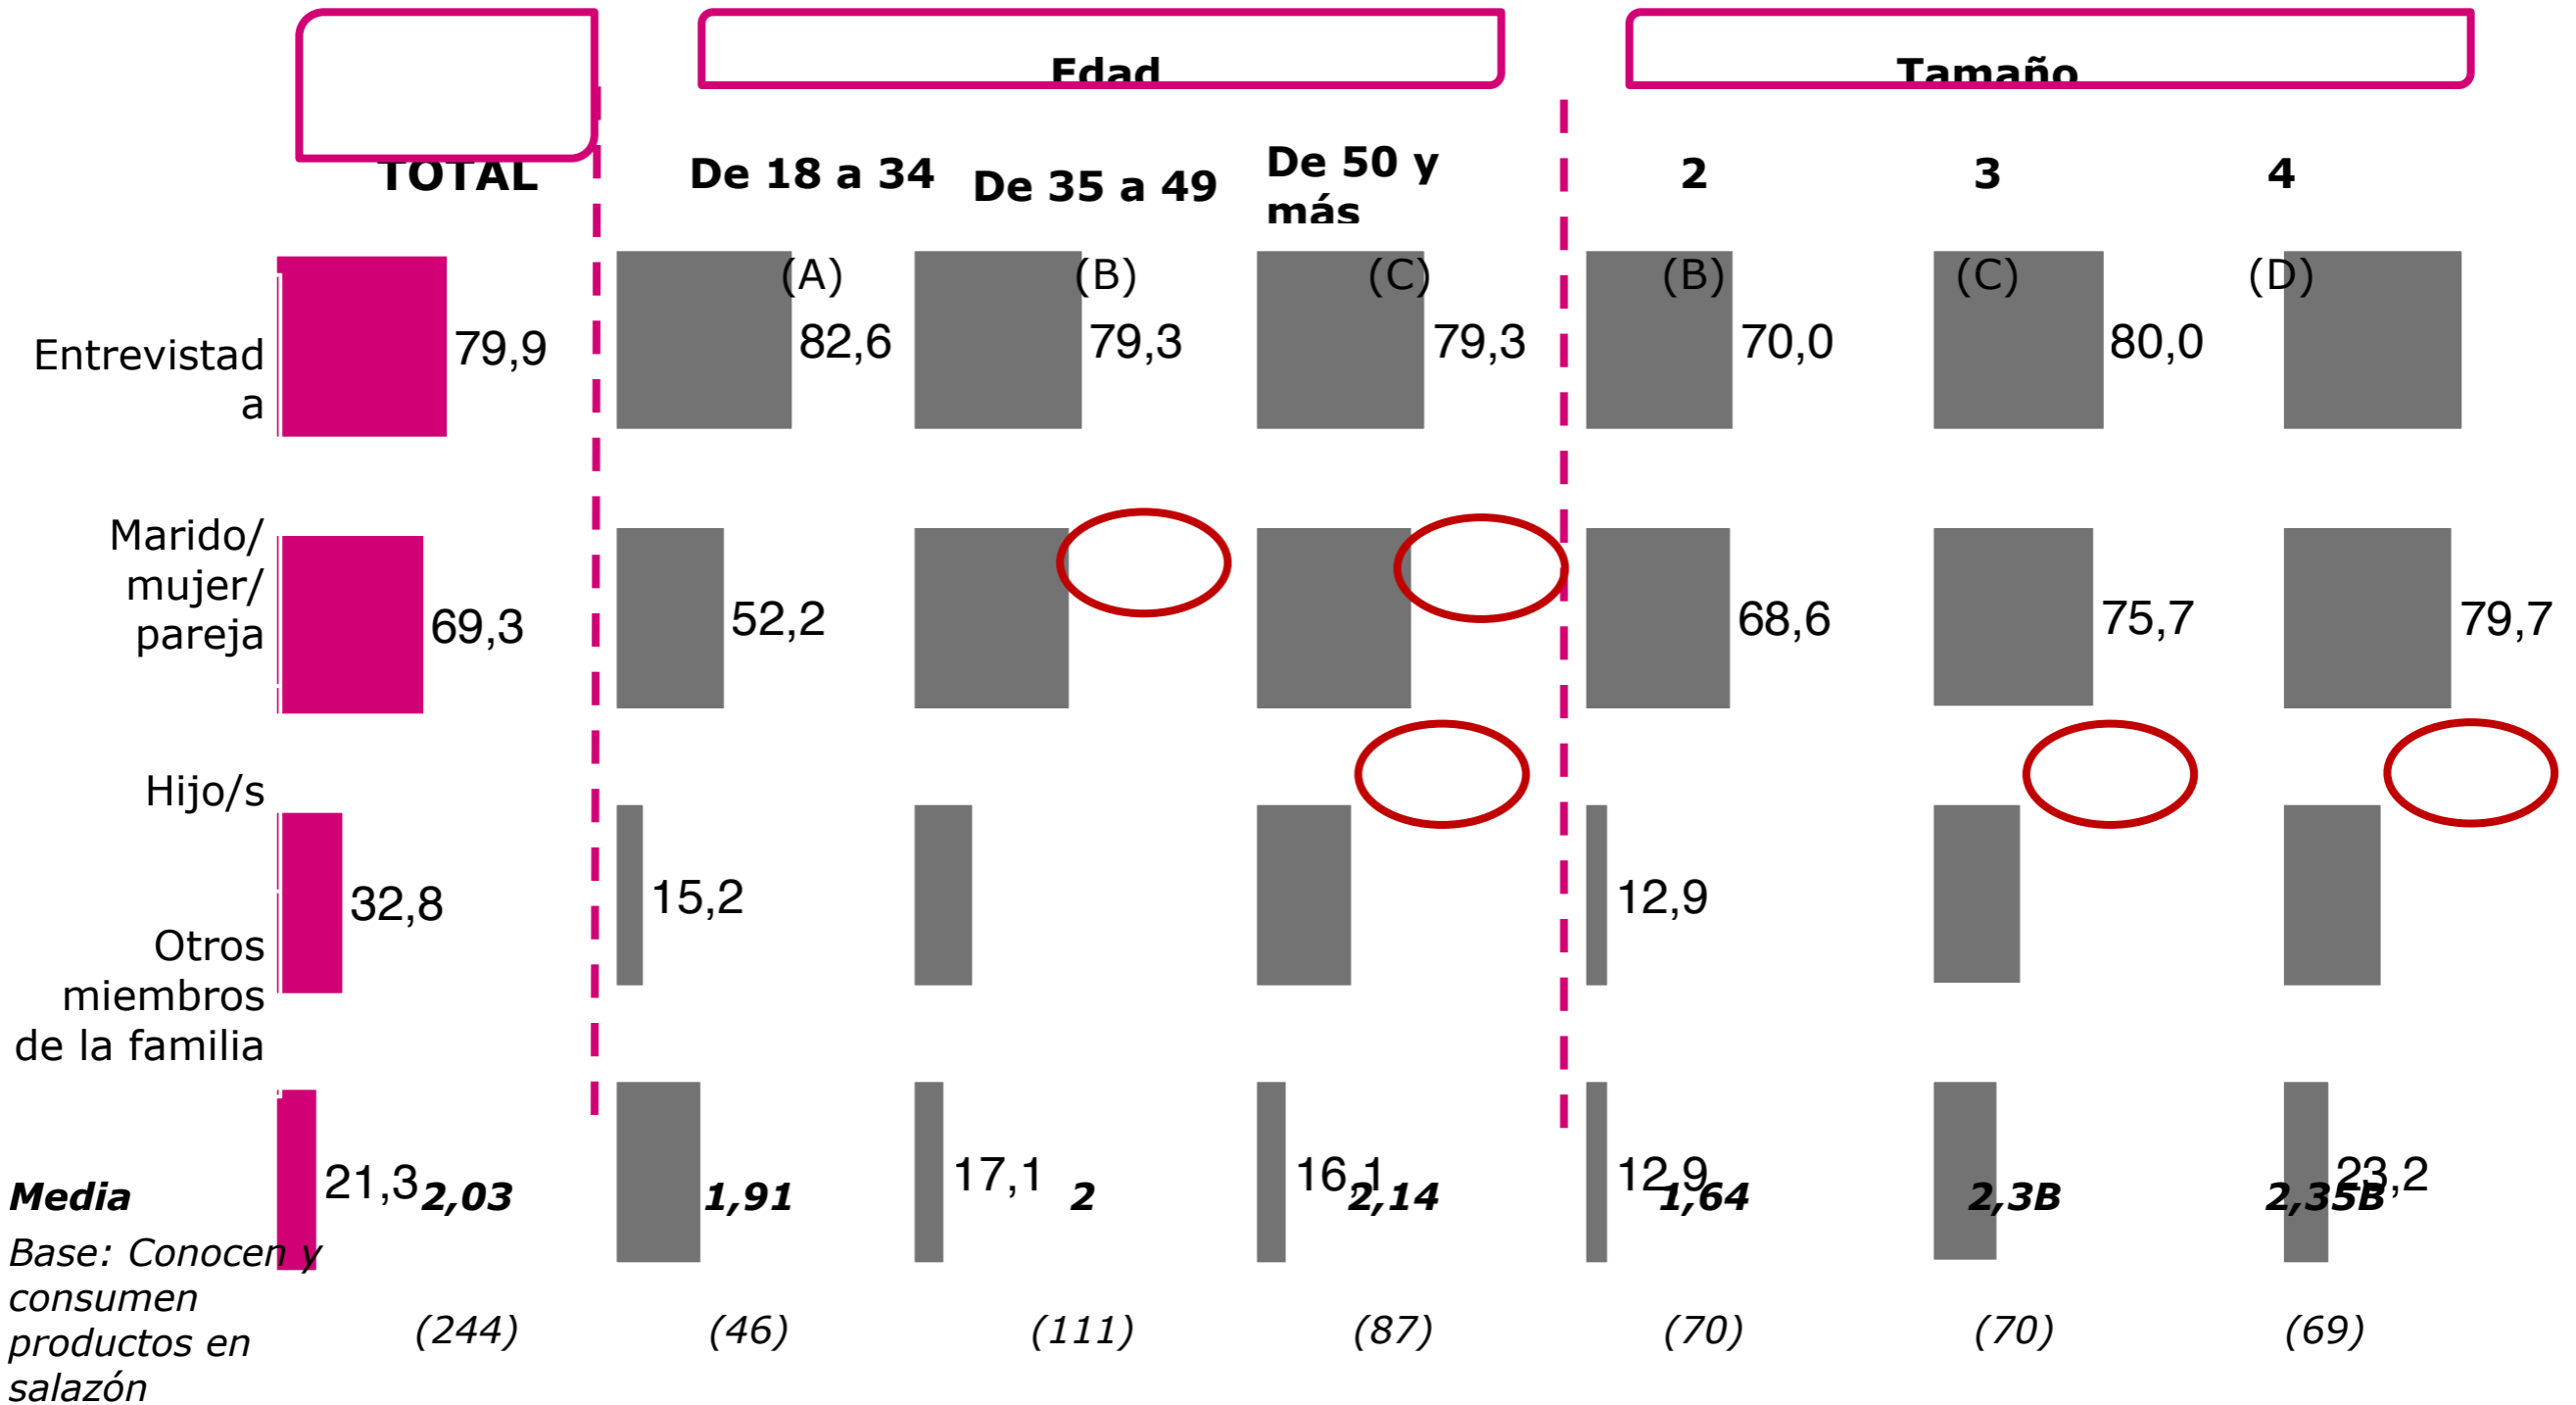 Edad
Tamaño
TOTAL
De 18 a 34
De 35 a 49
De 50 y
más
2
3
4
(A)
(B)
(C)
(B)
(C)
(D)
Entrevistad
a
79,9
82,6
79,3
79,3
70,0
80,0
Marido/
mujer/
pareja
69,3
52,2
68,6
75,7
79,7
Hijo/s
32,8
15,2
12,9
Otros
miembros
de la familia
21,3
17,1
16,1
12,9
23,2
Media
2,03
1,91
2
2,14
1,64
2,3B
2,35B
Base: Conocen y
consumen
productos en
salazón
(244)
(46)
(111)
(87)
(70)
(70)
(69)